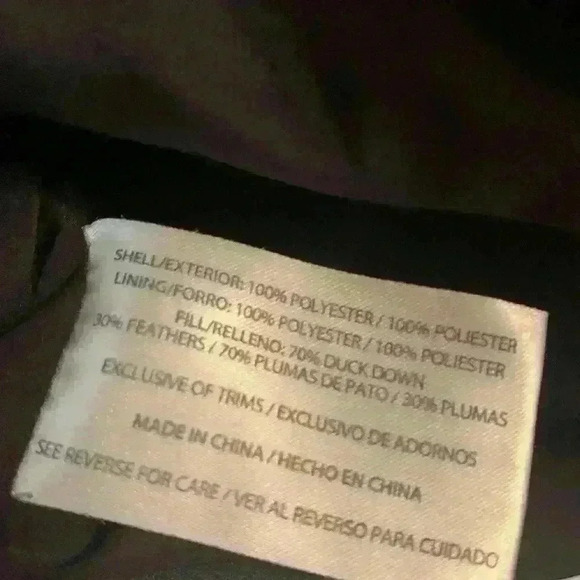 SHELL/EXTERIOR: 100% POLYESTER / 100% POLIESTER
LINING/FORRO: 100% POLYESTER / 100% POLIESTER
FILL/RELLENO: 70% DUCK DOWN
30% FEATHERS / 70% PLUMAS DE PATO / 30% PLUMAS
EXCLUSIVE OF TRIMS / EXCLUSIVO DE ADORNOS
MADE IN CHINA / HECHO EN CHINA
SEE REVERSE FOR CARE / VER AL REVERSO PARA CUIDADO